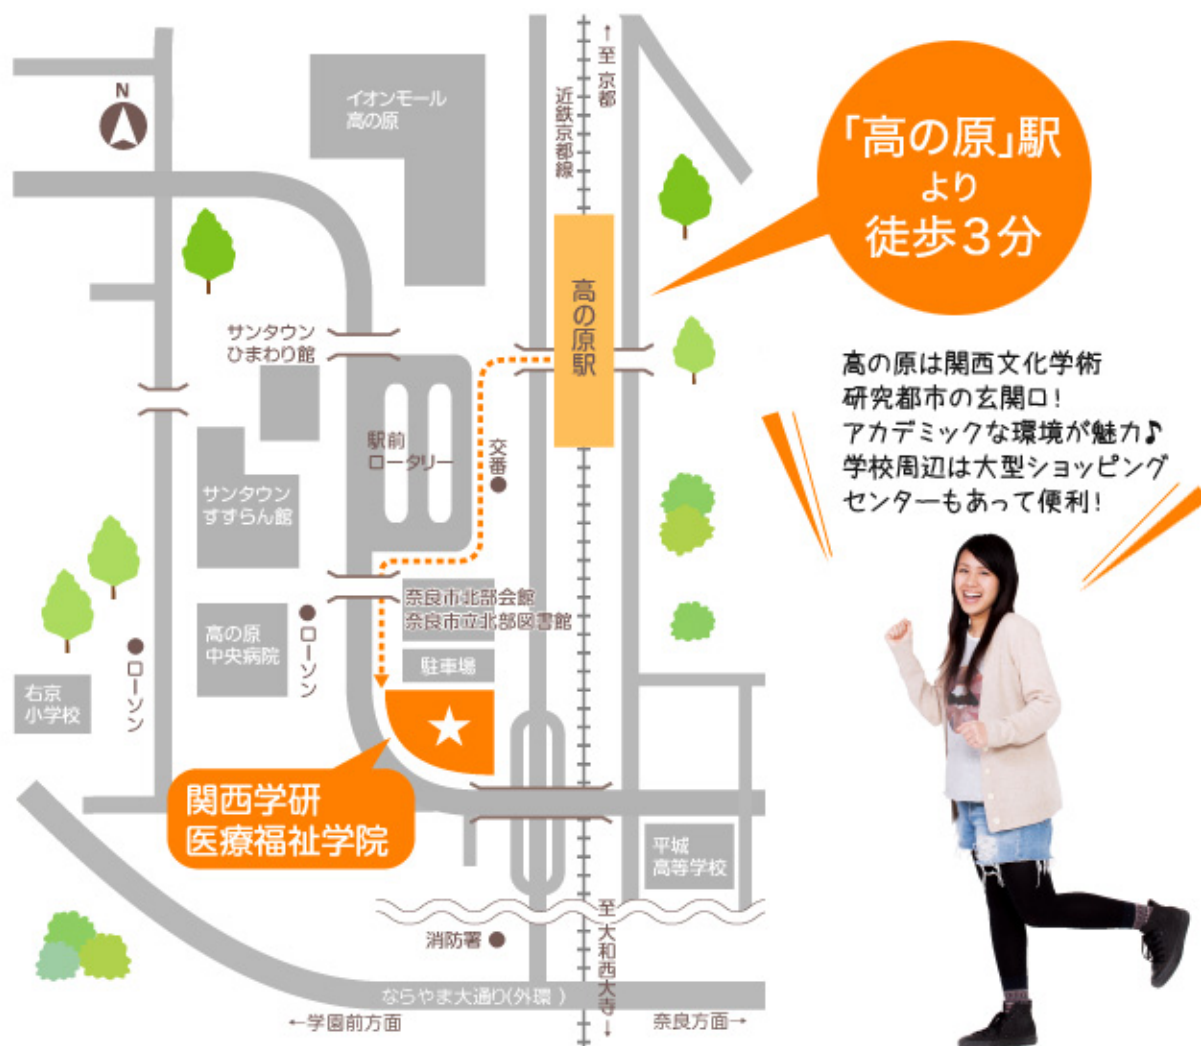 N
イオンモール
高の原
近鉄京都線
↑至 京都
「高の原」駅
より
徒歩3分
高の原駅
サンタウン
ひまわり館
高の原は関西文化学術
研究都市の玄関口!
アカデミックな環境が魅力♪
学校周辺は大型ショッピング
センターもあって便利!
駅前
ロータリー
交番
サンタウン
すずらん館
奈良市北部会館
奈良市立北部図書館
高の原
中央病院
ローソン
駐車場
ローソン
右京
小学校
関西学研
医療福祉学院
平城
高等学校
消防署
至 大和西大寺↓
ならやま大通り(外環)
←学園前方面
奈良方面→